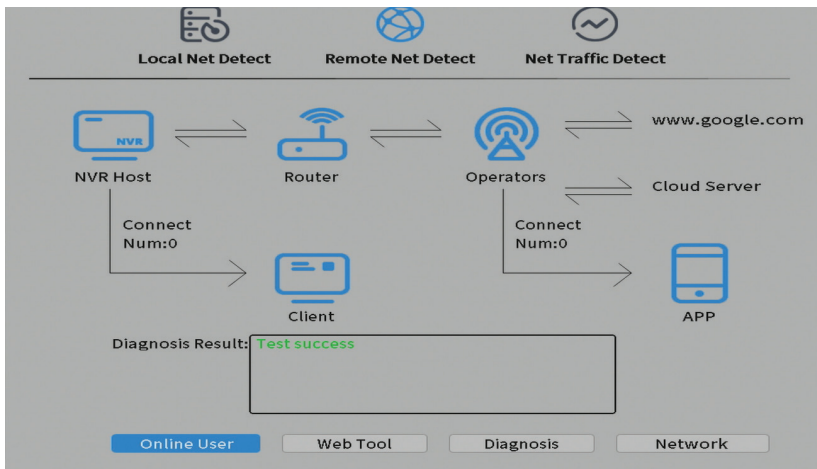 Local Net Detect
Remote Net Detect
Net Traffic Detect
NVR
www.google.com
NVR Host
Router
Operators
Cloud Server
Connect
Num:0
Connect
Num:0
Client
APP
Diagnosis Result:
Test success
Online User
Web Tool
Diagnosis
Network